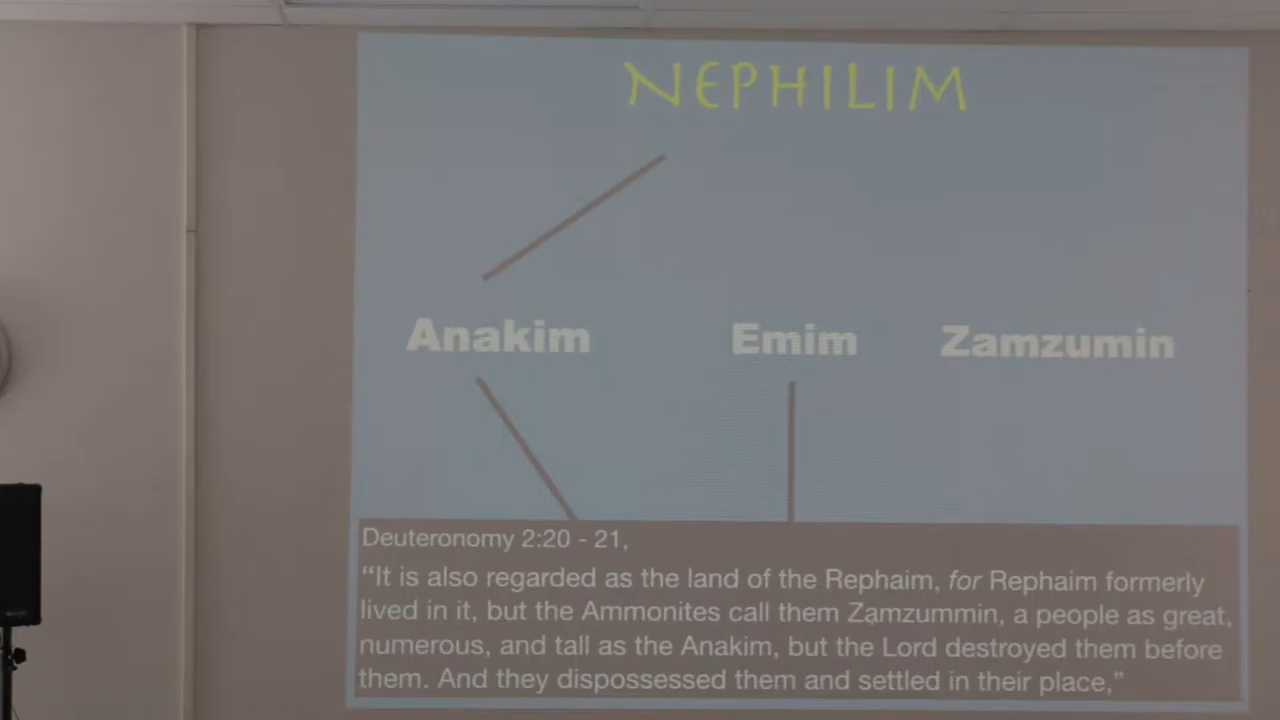 NEPHILIM
Anakim Emim Zamzumin
Deuteronomy 2:20 - 21,
“It is also regarded as the land of the Rephaim, for Rephaim formerly
lived in it, but the Ammonites call them Zamzummin, a people as great,
numerous, and tall as the Anakim, but the Lord destroyed them before
them. And they dispossessed them and settled in their place,”